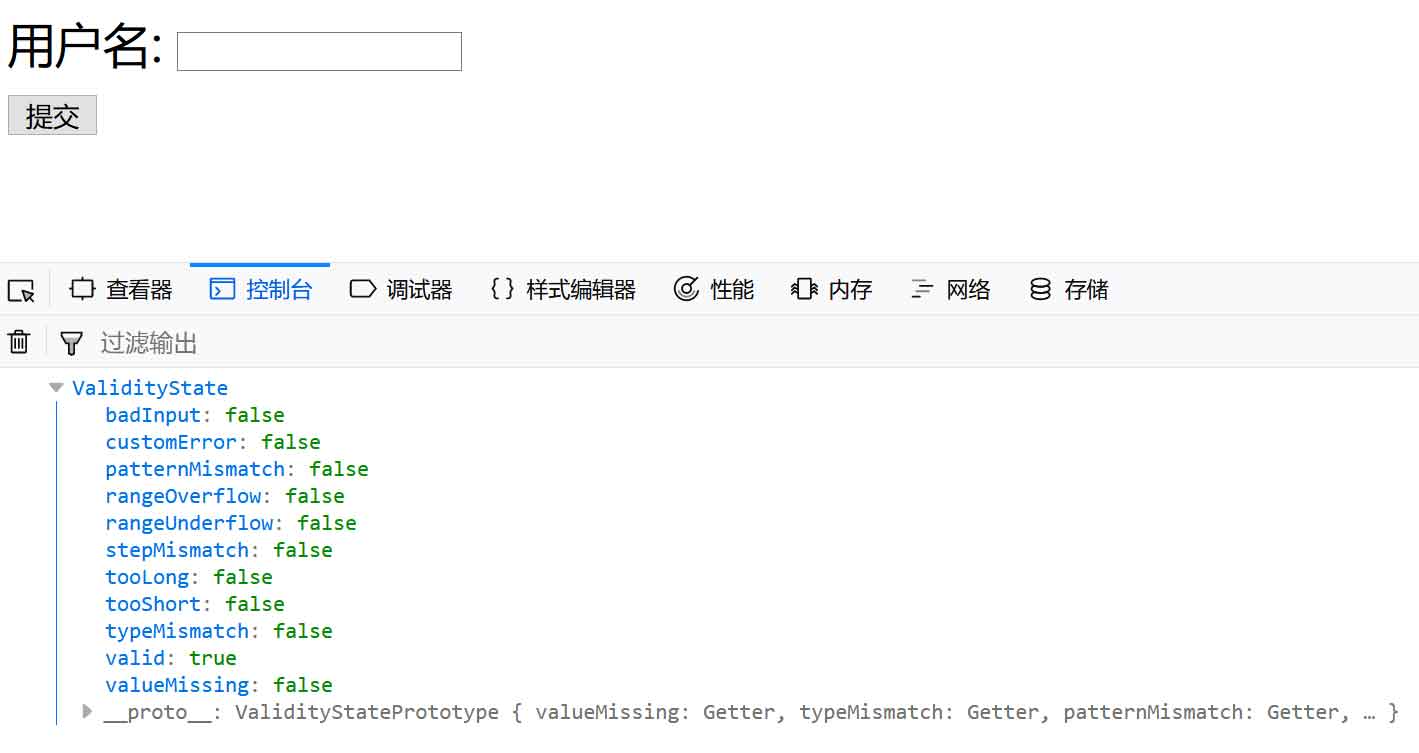 用户名:
提交
查看器 控制台 调试器 {} 样式编辑器 性能 内存 网络 存储
过滤输出
ValidityState
badInput: false
customError: false
patternMismatch: false
rangeOverflow: false
rangeUnderflow: false
stepMismatch: false
tooLong: false
tooShort: false
typeMismatch: false
valid: true
valueMissing: false
__proto__: ValidityStatePrototype { valueMissing: Getter, typeMismatch: Getter, patternMismatch: Getter, … }